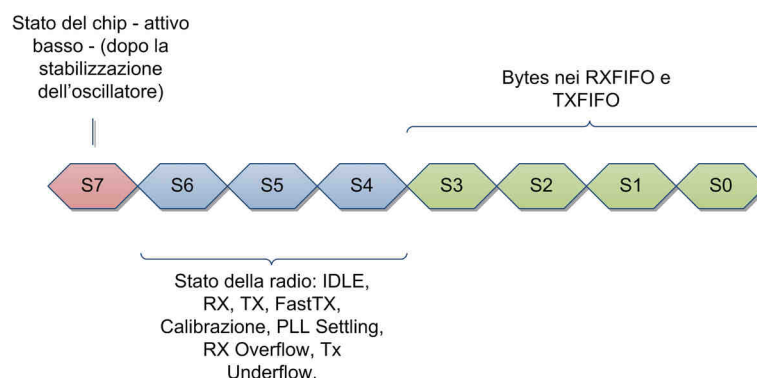 Stato del chip - attivo
basso - (dopo la
stabilizzazione
dell'oscillatore)
Bytes nei RXFIFO e
TXFIFO
S7 S6 S5 S4 S3 S2 S1 S0
Stato della radio: IDLE,
RX, TX, FastTX,
Calibrazione, PLL Settling,
RX Overflow, Tx
Underflow.